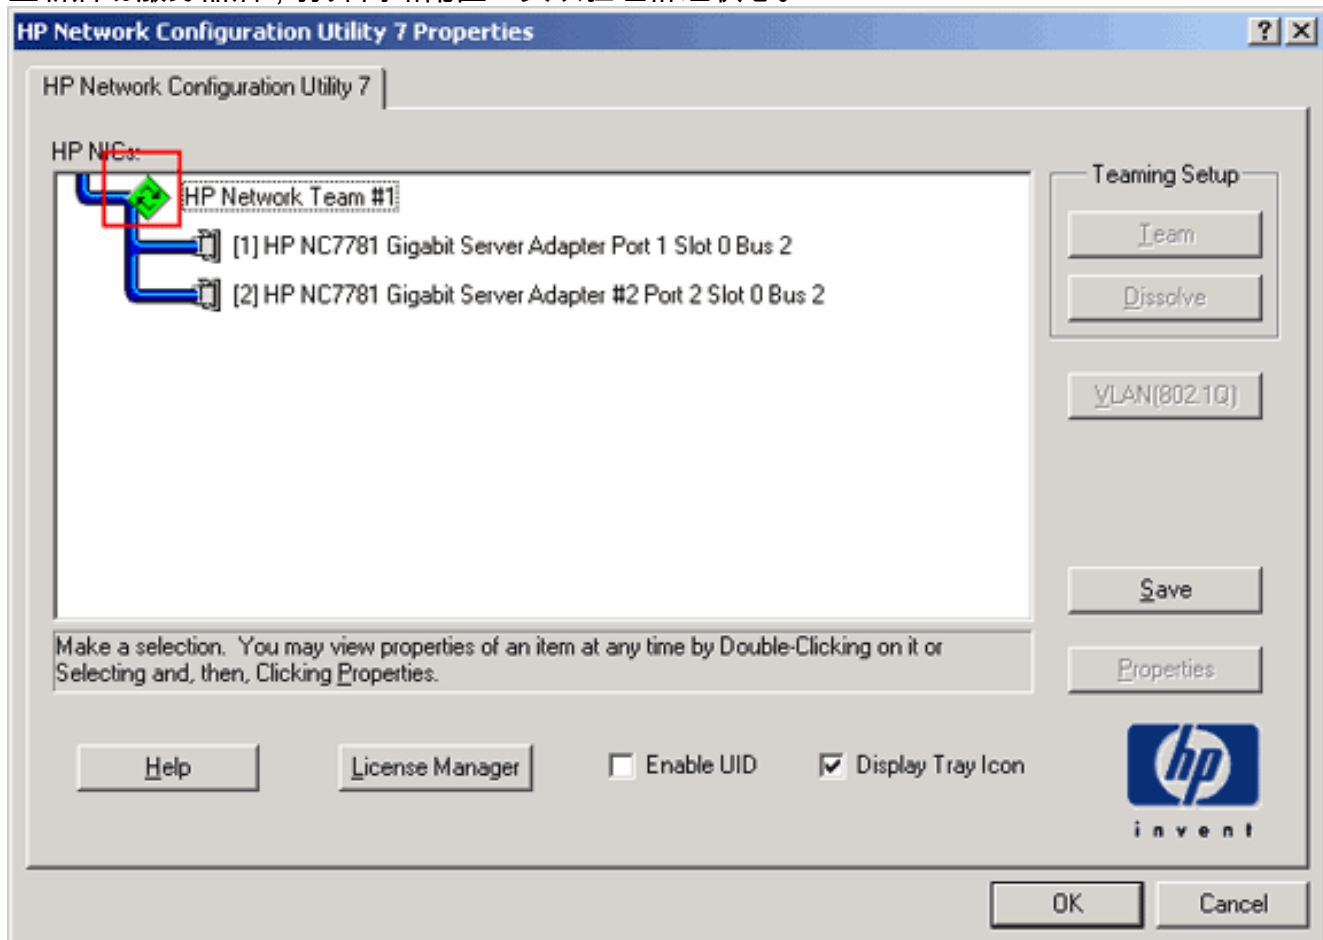 HP Network Configuration Utility 7 Properties
HP Network Configuration Utility 7
HP NICs:
HP Network Team #1
[1] HP NC7781 Gigabit Server Adapter Port 1 Slot 0 Bus 2
[2] HP NC7781 Gigabit Server Adapter #2 Port 2 Slot 0 Bus 2
Teaming Setup
Team
Dissolve
VLAN(802.1Q)
Save
Make a selection. You may view properties of an item at any time by Double-Clicking on it or
Selecting and, then, Clicking Properties.
Properties
Help
License Manager
Enable UID
Display Tray Icon
hp
invent
OK
Cancel